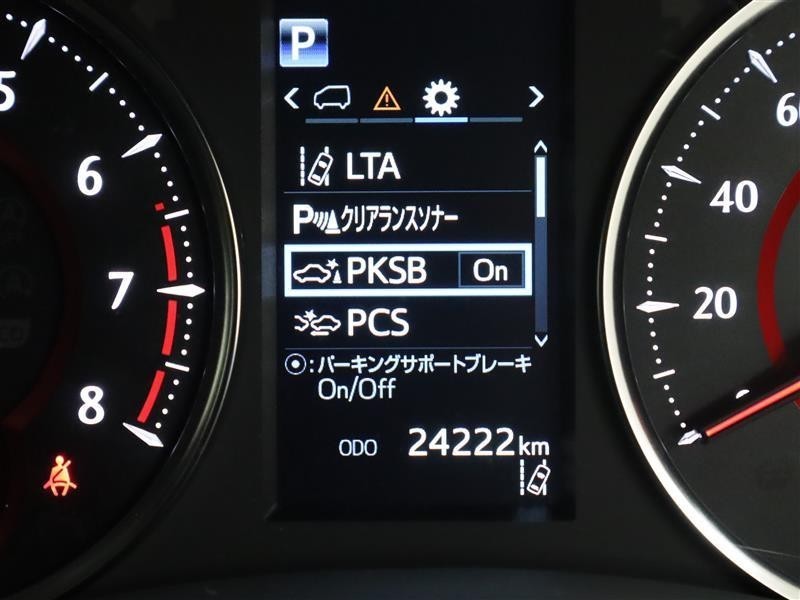 P
5
6
7
8
LTA
Pクリアランスソナー
PKSB On
PCS
:パーキングサポートブレーキ
On/Off
ODO 24222km
60
40
20